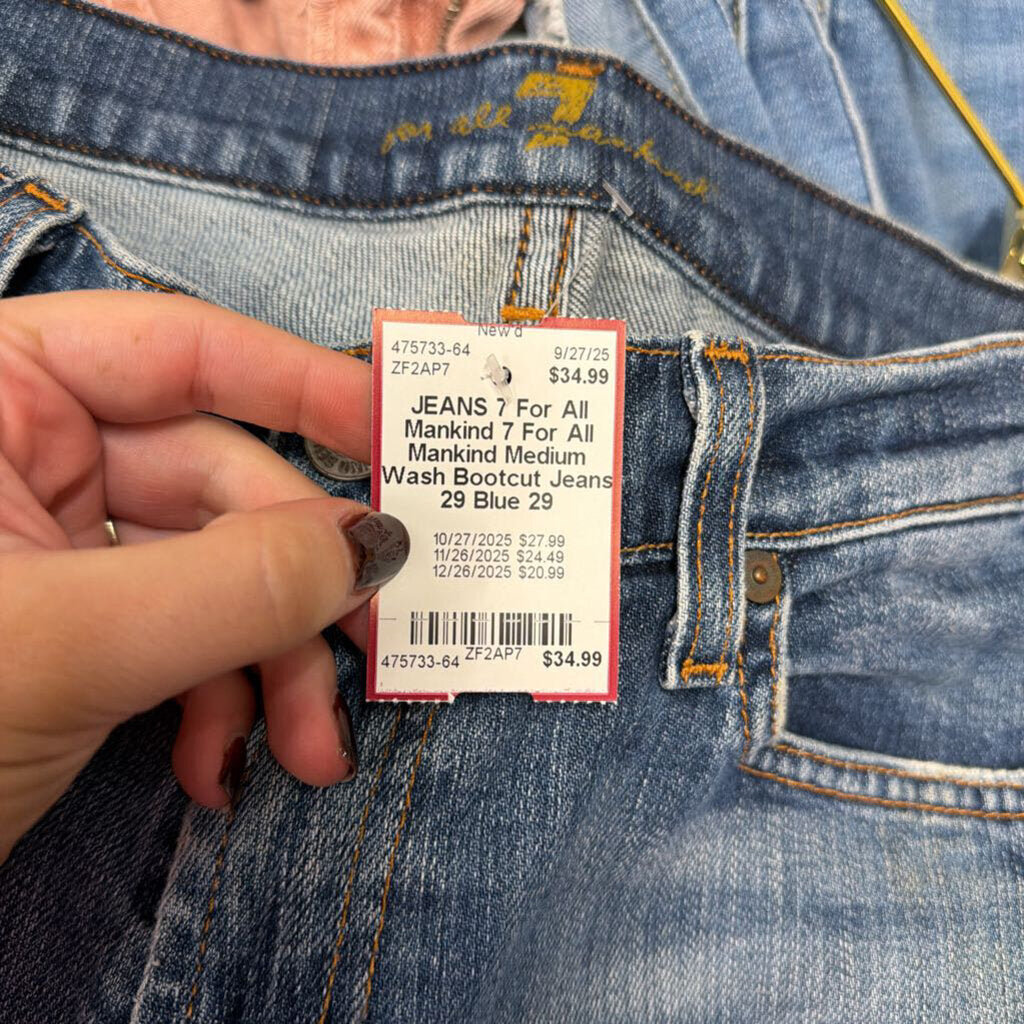 for all 7 mankind
New'd
475733-64 9/27/25
ZF2AP7 $34.99
JEANS 7 For All
Mankind 7 For All
Mankind Medium
Wash Bootcut Jeans
29 Blue 29
10/27/2025 $27.99
11/26/2025 $24.49
12/26/2025 $20.99
475733-64 ZF2AP7 $34.99